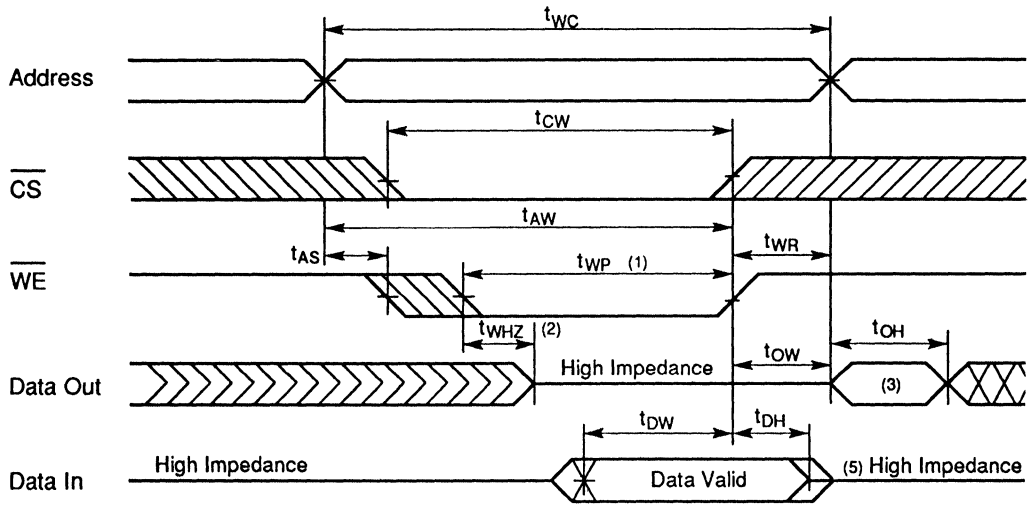 tWC
Address
tCW
CS
tAW
tAS
tWR
WE
tWP (1)
tWHZ (2)
tOH
High Impedance
tOW
Data Out
(3)
tDW
tDH
High Impedance
Data Valid
(5) High Impedance
Data In